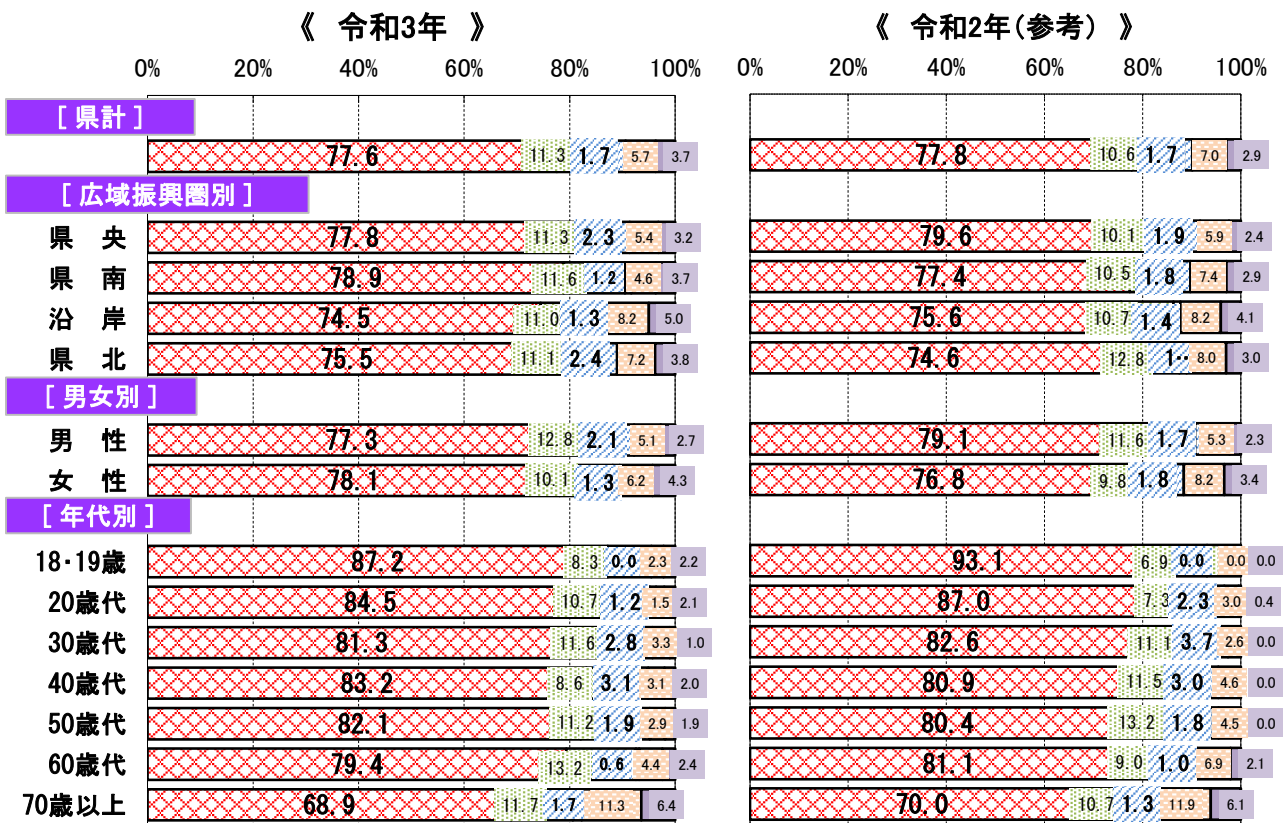 《 令和3年 》 《 令和2年(参考) 》
0% 20% 40% 60% 80% 100% 0% 20% 40% 60% 80% 100%
[ 県計 ]
77.6 11.3 1.7 5.7 3.7 77.8 10.6 1.7 7.0 2.9
[ 広域振興圏別 ]
県 央 77.8 11.3 2.3 5.4 3.2 79.6 10.1 1.9 5.9 2.4
県 南 78.9 11.6 1.2 4.6 3.7 77.4 10.5 1.8 7.4 2.9
沿 岸 74.5 11.0 1.3 8.2 5.0 75.6 10.7 1.4 8.2 4.1
県 北 75.5 11.1 2.4 7.2 3.8 74.6 12.8 1… 8.0 3.0
[ 男女別 ]
男 性 77.3 12.8 2.1 5.1 2.7 79.1 11.6 1.7 5.3 2.3
女 性 78.1 10.1 1.3 6.2 4.3 76.8 9.8 1.8 8.2 3.4
[ 年代別 ]
18・19歳 87.2 8.3 0.0 2.3 2.2 93.1 6.9 0.0 0.0 0.0
20歳代 84.5 10.7 1.2 1.5 2.1 87.0 7.3 2.3 3.0 0.4
30歳代 81.3 11.6 2.8 3.3 1.0 82.6 11.1 3.7 2.6 0.0
40歳代 83.2 8.6 3.1 3.1 2.0 80.9 11.5 3.0 4.6 0.0
50歳代 82.1 11.2 1.9 2.9 1.9 80.4 13.2 1.8 4.5 0.0
60歳代 79.4 13.2 0.6 4.4 2.4 81.1 9.0 1.0 6.9 2.1
70歳以上 68.9 11.7 1.7 11.3 6.4 70.0 10.7 1.3 11.9 6.1